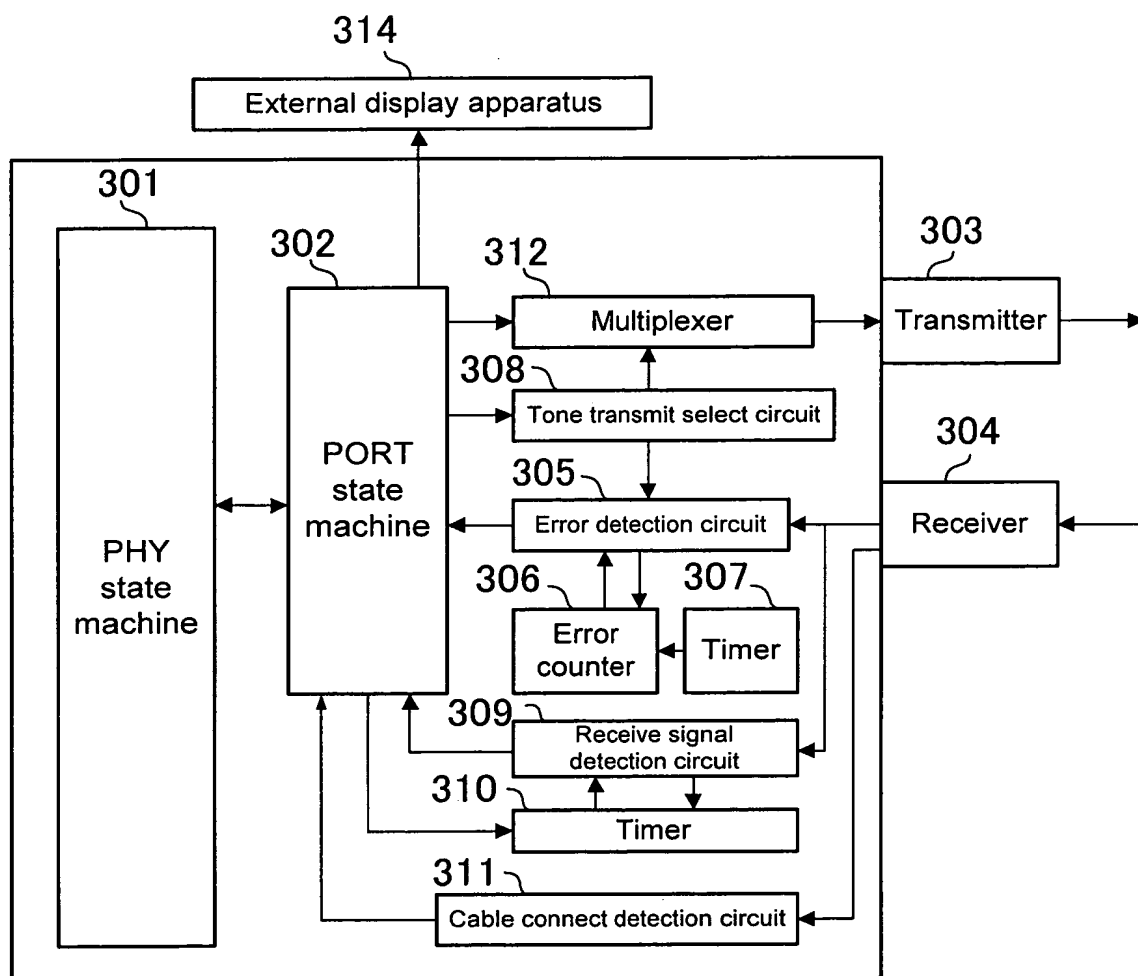 314
External display apparatus
301
302
312
303
Multiplexer
Transmitter
308
Tone transmit select circuit
304
PORT
state
machine
305
Error detection circuit
Receiver
PHY
state
machine
306
307
Error
counter
Timer
309
Receive signal
detection circuit
310
Timer
311
Cable connect detection circuit